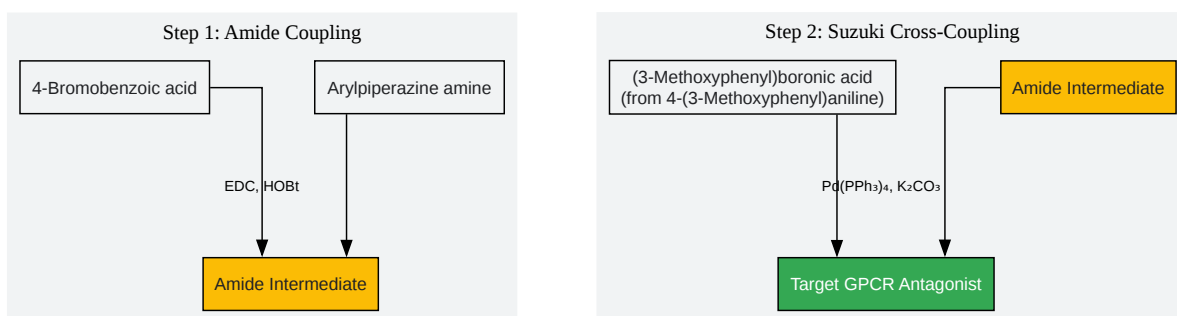 Step 1: Amide Coupling
4-Bromobenzoic acid
Arylpiperazine amine
EDC, HOBt
Amide Intermediate
Step 2: Suzuki Cross-Coupling
(3-Methoxyphenyl)boronic acid
(from 4-(3-Methoxyphenyl)aniline)
Amide Intermediate
Pd(PPh₃)₄, K₂CO₃
Target GPCR Antagonist